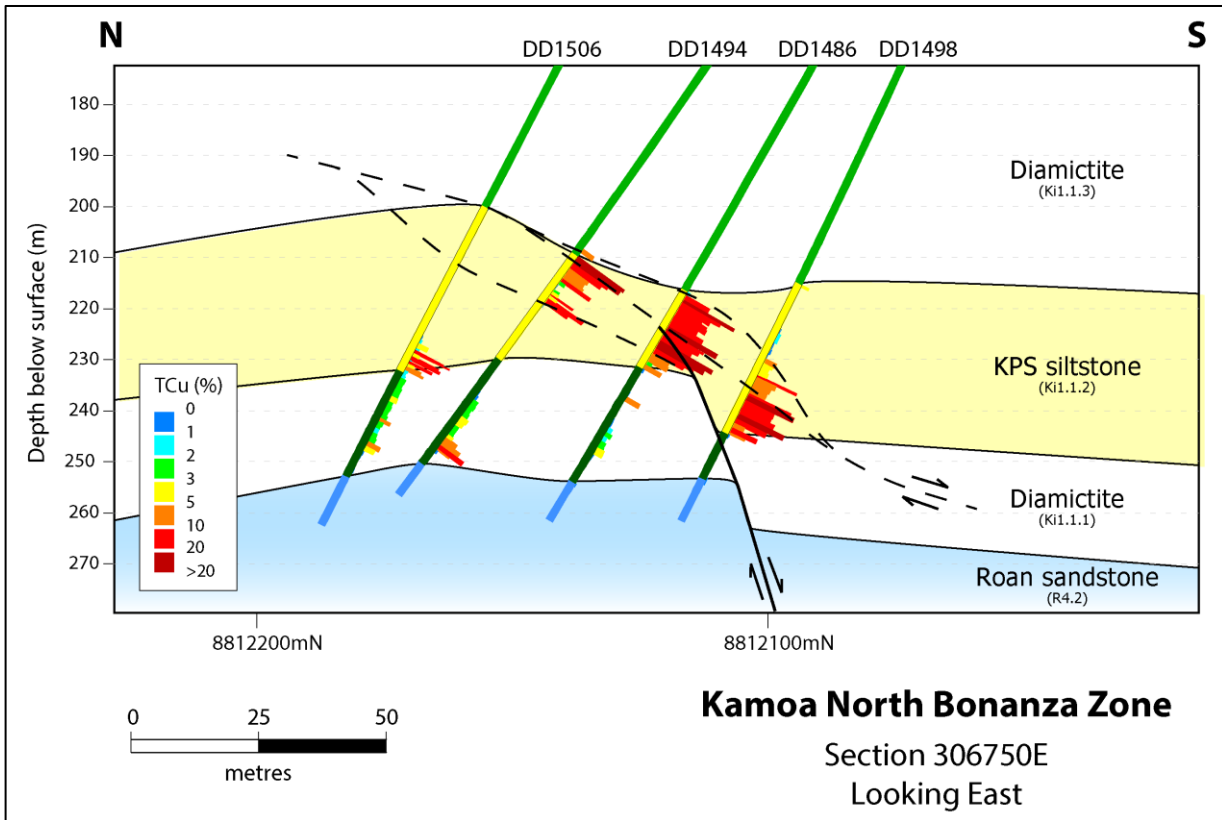 N
S
DD1506
DD1494
DD1486
DD1498
180
190
200
210
220
230
240
250
260
270
Depth below surface (m)
Diamictite
(Ki1.1.3)
KPS siltstone
(Ki1.1.2)
Diamictite
(Ki1.1.1)
Roan sandstone
(R4.2)
TCu (%)
0
1
2
3
5
10
20
>20
8812200mN
8812100mN
0
25
50
metres
Kamoa North Bonanza Zone
Section 306750E
Looking East